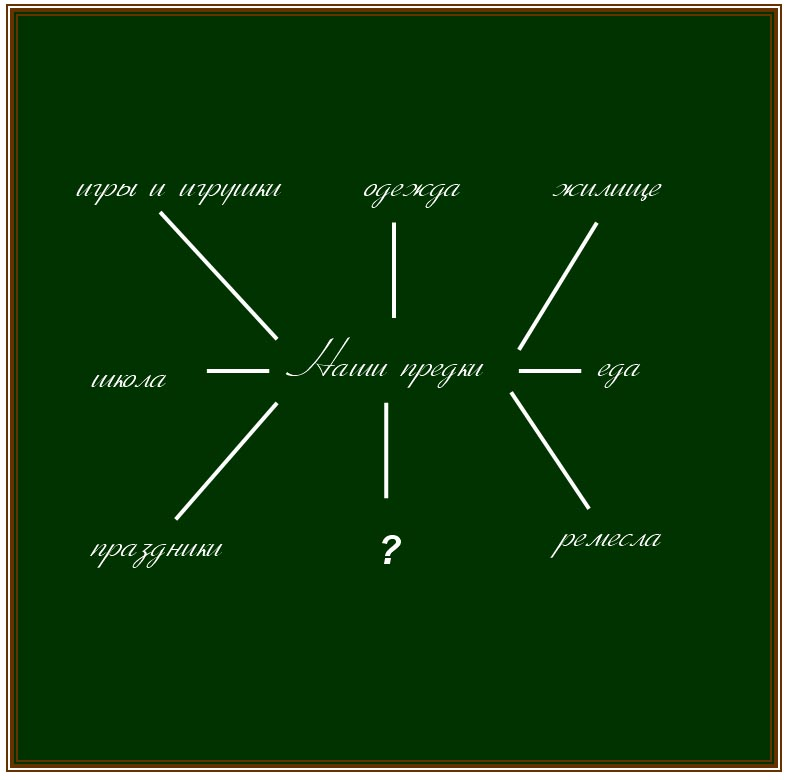 игры и игрушки
одежда
жилище
школа
Наши предки
еда
праздники
?
ремесла